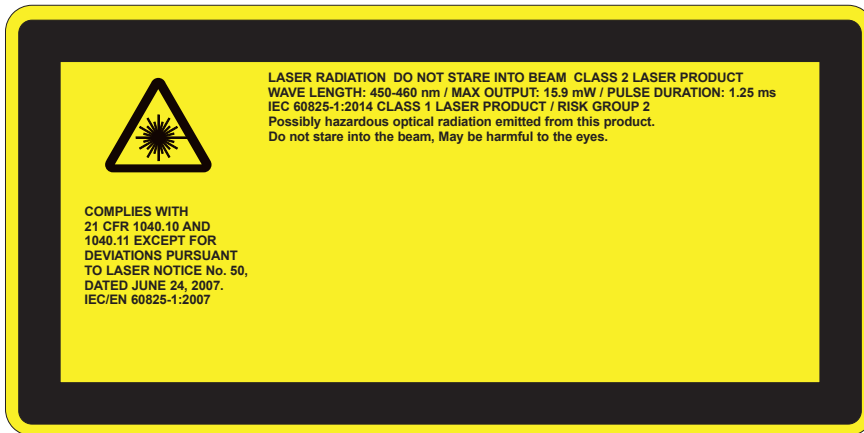 LASER RADIATION  DO NOT STARE INTO BEAM  CLASS 2 LASER PRODUCT
WAVE LENGTH: 450-460 nm / MAX OUTPUT: 15.9 mW / PULSE DURATION: 1.25 ms
IEC 60825-1:2014 CLASS 1 LASER PRODUCT / RISK GROUP 2
Possibly hazardous optical radiation emitted from this product.
Do not stare into the beam, May be harmful to the eyes.
COMPLIES WITH
21 CFR 1040.10 AND
1040.11 EXCEPT FOR
DEVIATIONS PURSUANT
TO LASER NOTICE No. 50,
DATED JUNE 24, 2007.
IEC/EN 60825-1:2007